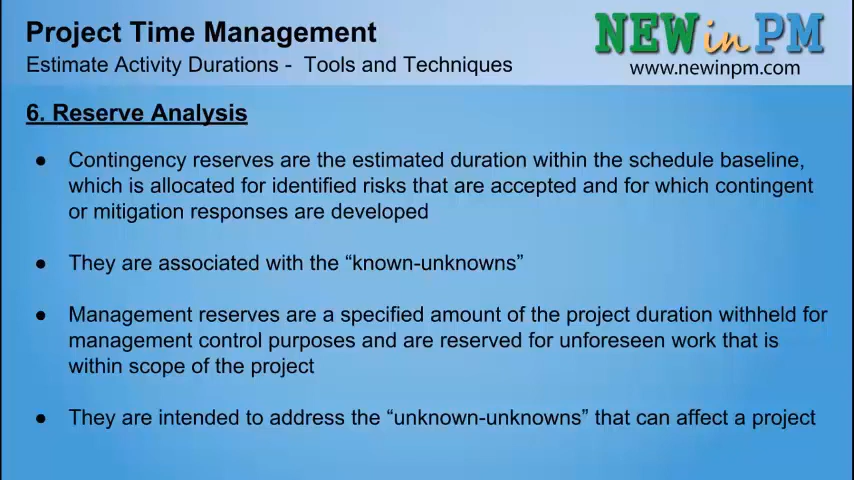 Project Time Management
NEW in PM
Estimate Activity Durations - Tools and Techniques
www.newinpm.com
6. Reserve Analysis
● Contingency reserves are the estimated duration within the schedule baseline,
which is allocated for identified risks that are accepted and for which contingent
or mitigation responses are developed
● They are associated with the “known-unknowns”
● Management reserves are a specified amount of the project duration withheld for
management control purposes and are reserved for unforeseen work that is
within scope of the project
● They are intended to address the “unknown-unknowns” that can affect a project